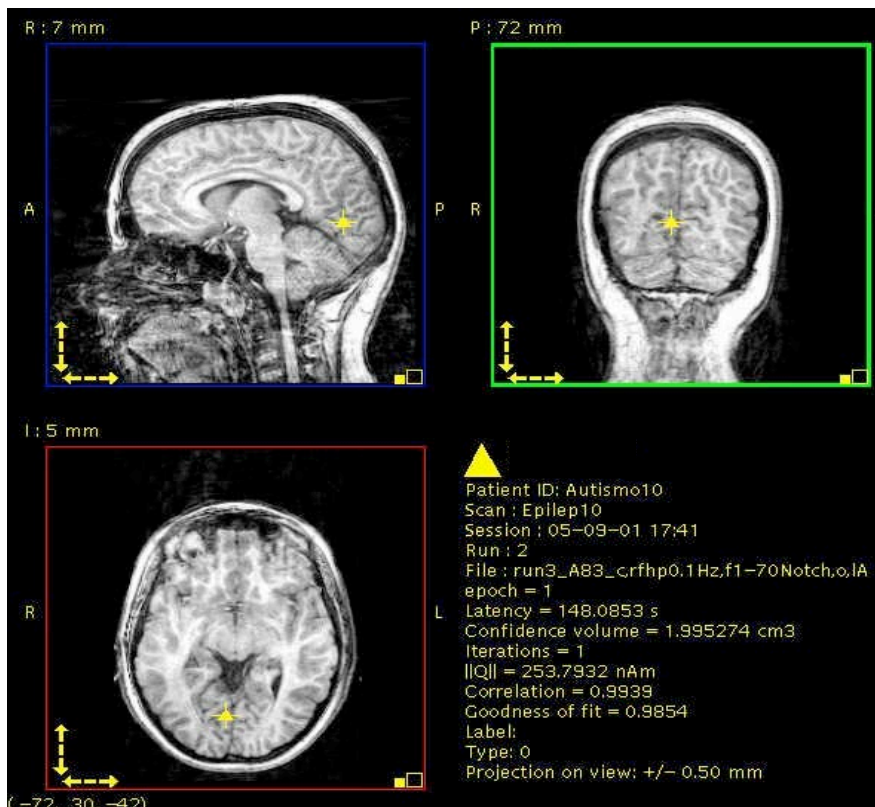 R : 7 mm
P : 72 mm
A
P
R
I : 5 mm
R
L
Patient ID: Autismo10
Scan : Epilep10
Session : 05-09-01 17:41
Run : 2
File : run3_A83_c,rfhp0.1Hz,f1-70Notch,o,lA
epoch = 1
Latency = 148.0853 s
Confidence volume = 1.995274 cm3
Iterations = 1
||Q|| = 253.7932 nAm
Correlation = 0.9939
Goodness of fit = 0.9854
Label:
Type: 0
Projection on view: +/- 0.50 mm
( -72, 30, -42)